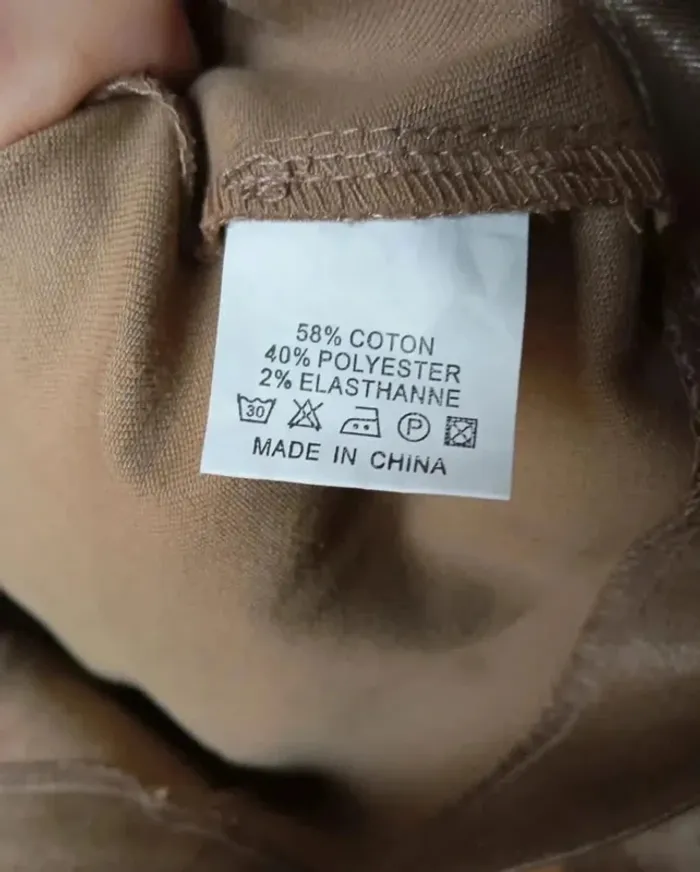 58% COTON
40% POLYESTER
2% ELASTHANNE
30 P
MADE IN CHINA